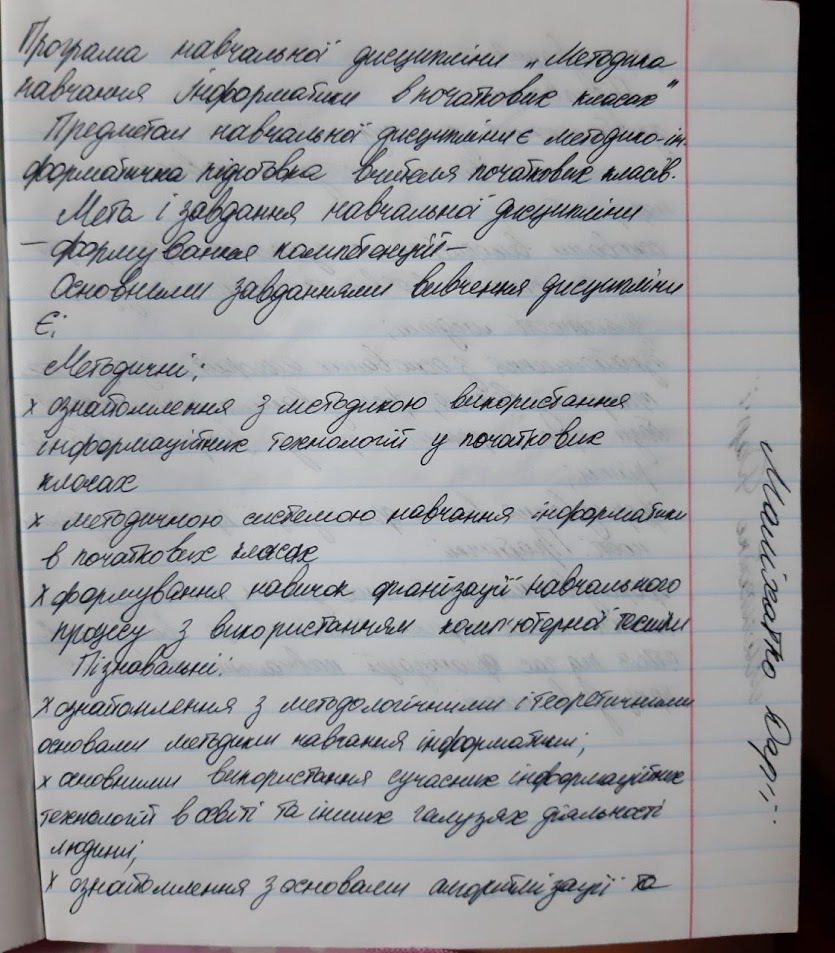 Програма навчальної дисципліни „Методика
навчання інформатики в початкових класах"
Предметом навчальної дисципліни є методико-ін-
форматична підготовка вчителя початкових класів.
Мета і завдання навчальної дисципліни
– формування компетенцій –
Основними завданнями вивчення дисципліни
є:
Методичні:
х ознайомлення з методикою використання
інформаційних технологій у початкових
класах
х методичною системою навчання інформатики
в початкових класах
х формування навичок організації навчального
процесу з використанням комп'ютерної техніки
Пізнавальні:
х ознайомлення з методологічними і теоретичними
основами методики навчання інформатики;
х основними використання сучасних інформаційних
технологій в освіті та інших галузях діяльності
людини;
х ознайомлення з основами алгоритмізації та